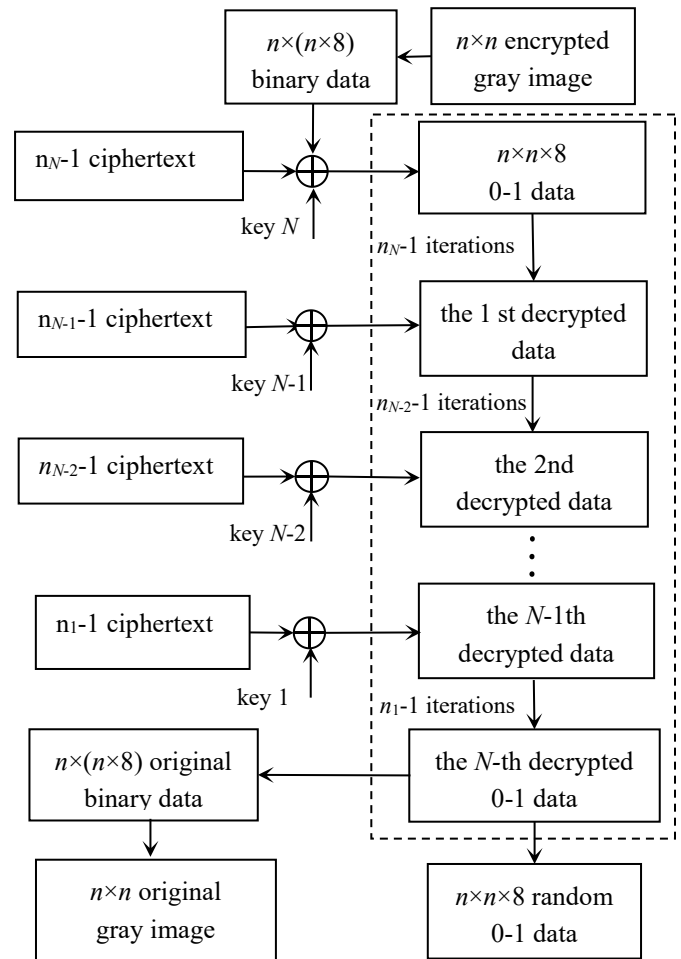 n×(n×8)
binary data
n×n encrypted
gray image
nN-1 ciphertext
n×n×8
0-1 data
key N
nN-1 iterations
nN-1-1 ciphertext
the 1 st decrypted
data
key N-1
nN-2-1 iterations
nN-2-1 ciphertext
the 2nd
decrypted data
key N-2
n1-1 ciphertext
the N-1th
decrypted data
key 1
n1-1 iterations
n×(n×8) original
binary data
the N-th decrypted
0-1 data
n×n original
gray image
n×n×8 random
0-1 data